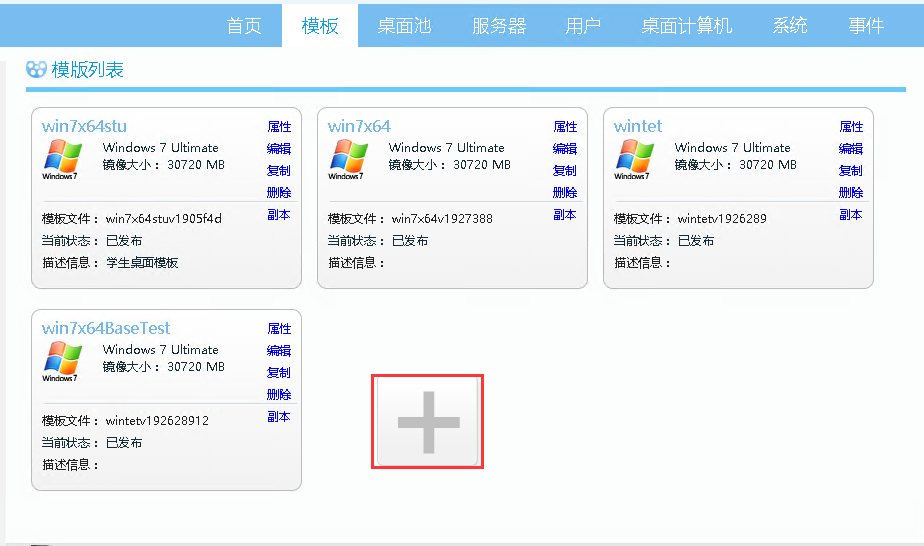 首页 模板 桌面池 服务器 用户 桌面计算机 系统 事件
模版列表
win7x64stu
Windows 7 Ultimate
镜像大小： 30720 MB
Windows 7
属性
编辑
复制
删除
副本
模板文件： win7x64stuv1905f4d
当前状态： 已发布
描述信息： 学生桌面模板
win7x64
Windows 7 Ultimate
镜像大小： 30720 MB
Windows 7
属性
编辑
复制
删除
副本
模板文件： win7x64v1927388
当前状态： 已发布
描述信息：
wintet
Windows 7 Ultimate
镜像大小： 30720 MB
Windows 7
属性
编辑
复制
删除
副本
模板文件： wintetv1926289
当前状态： 已发布
描述信息：
win7x64BaseTest
Windows 7 Ultimate
镜像大小： 30720 MB
Windows 7
属性
编辑
复制
删除
副本
模板文件： wintetv192628912
当前状态： 已发布
描述信息：